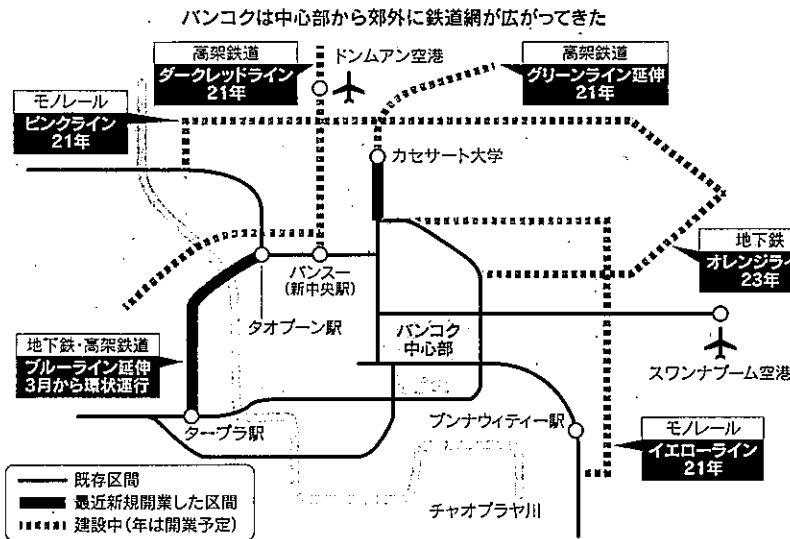 バンコクは中心部から郊外に鉄道網が広がってきた
高架鉄道
ダークレッドライン
21年
ドンムアン空港
高架鉄道
グリーンライン延伸
21年
モノレール
ピンクライン
21年
カセサート大学
地下鉄
オレンジライ
23年
バンスー
(新中央駅)
タオプーン駅
バンコク
中心部
スワンナプーム空港
地下鉄・高架鉄道
ブルーライン延伸
3月から環状運行
タープラ駅
プンナウィティー駅
モノレール
イエローライン
21年
既存区間
最近新規開業した区間
建設中(年は開業予定)
チャオプラヤ川